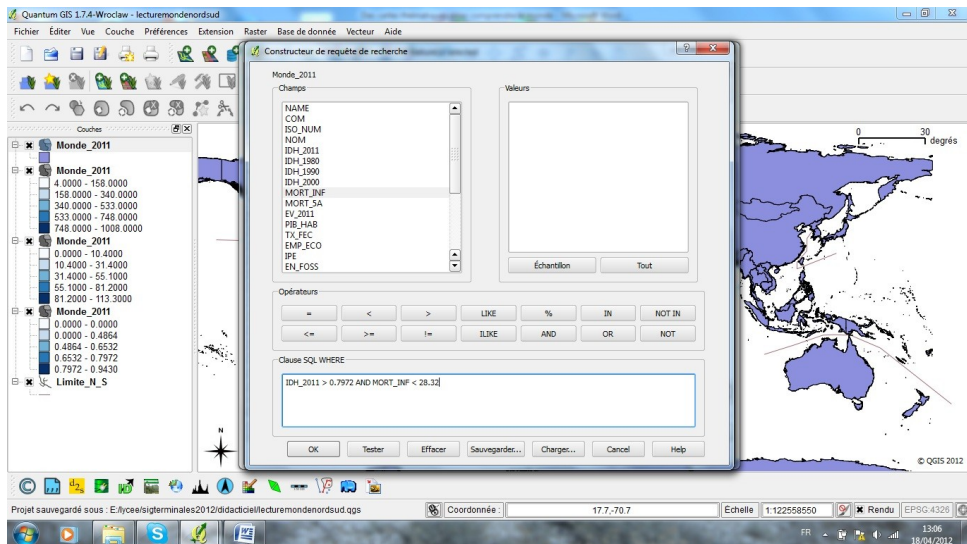 Quantum GIS 1.7.4-Wroclaw - lecturemondenordsud
Fichier Éditer Vue Couche Préférences Extension Raster Base de donnée Vecteur Aide
Couches
Monde_2011
Monde_2011
4.0000 - 158.0000
158.0000 - 340.0000
340.0000 - 533.0000
533.0000 - 748.0000
748.0000 - 1008.0000
Monde_2011
0.0000 - 10.4000
10.4000 - 31.4000
31.4000 - 55.1000
55.1000 - 81.2000
81.2000 - 113.3000
Monde_2011
0.0000 - 0.0000
0.0000 - 0.4864
0.4864 - 0.6532
0.6532 - 0.7972
0.7972 - 0.9430
Limite_N_S
Constructeur de requête de recherche
Monde_2011
Champs
NAME
COM
ISO_NUM
NOM
IDH_2011
IDH_1980
IDH_1990
IDH_2000
MORT_INF
MORT_5A
EV_2011
PIB_HAB
TX_FEC
EMP_ECO
IPE
EN_FOSS
Valeurs
Échantillon Tout
Opérateurs
= < > LIKE % IN NOT IN
<= >= != ILIKE AND OR NOT
Clause SQL WHERE
IDH_2011 > 0.7972 AND MORT_INF < 28.32
OK Tester Effacer Sauvegarder... Charger... Cancel Help
0 30
degrés
N
© QGIS 2012
Projet sauvegardé sous : E:/lycee/sigterminales2012/didacticiel/lecturemondenordsud.qgs
Coordonnée : 17.7,-70.7 Échelle 1:122558550 Rendu EPSG:4326
FR 13:06
18/04/2012